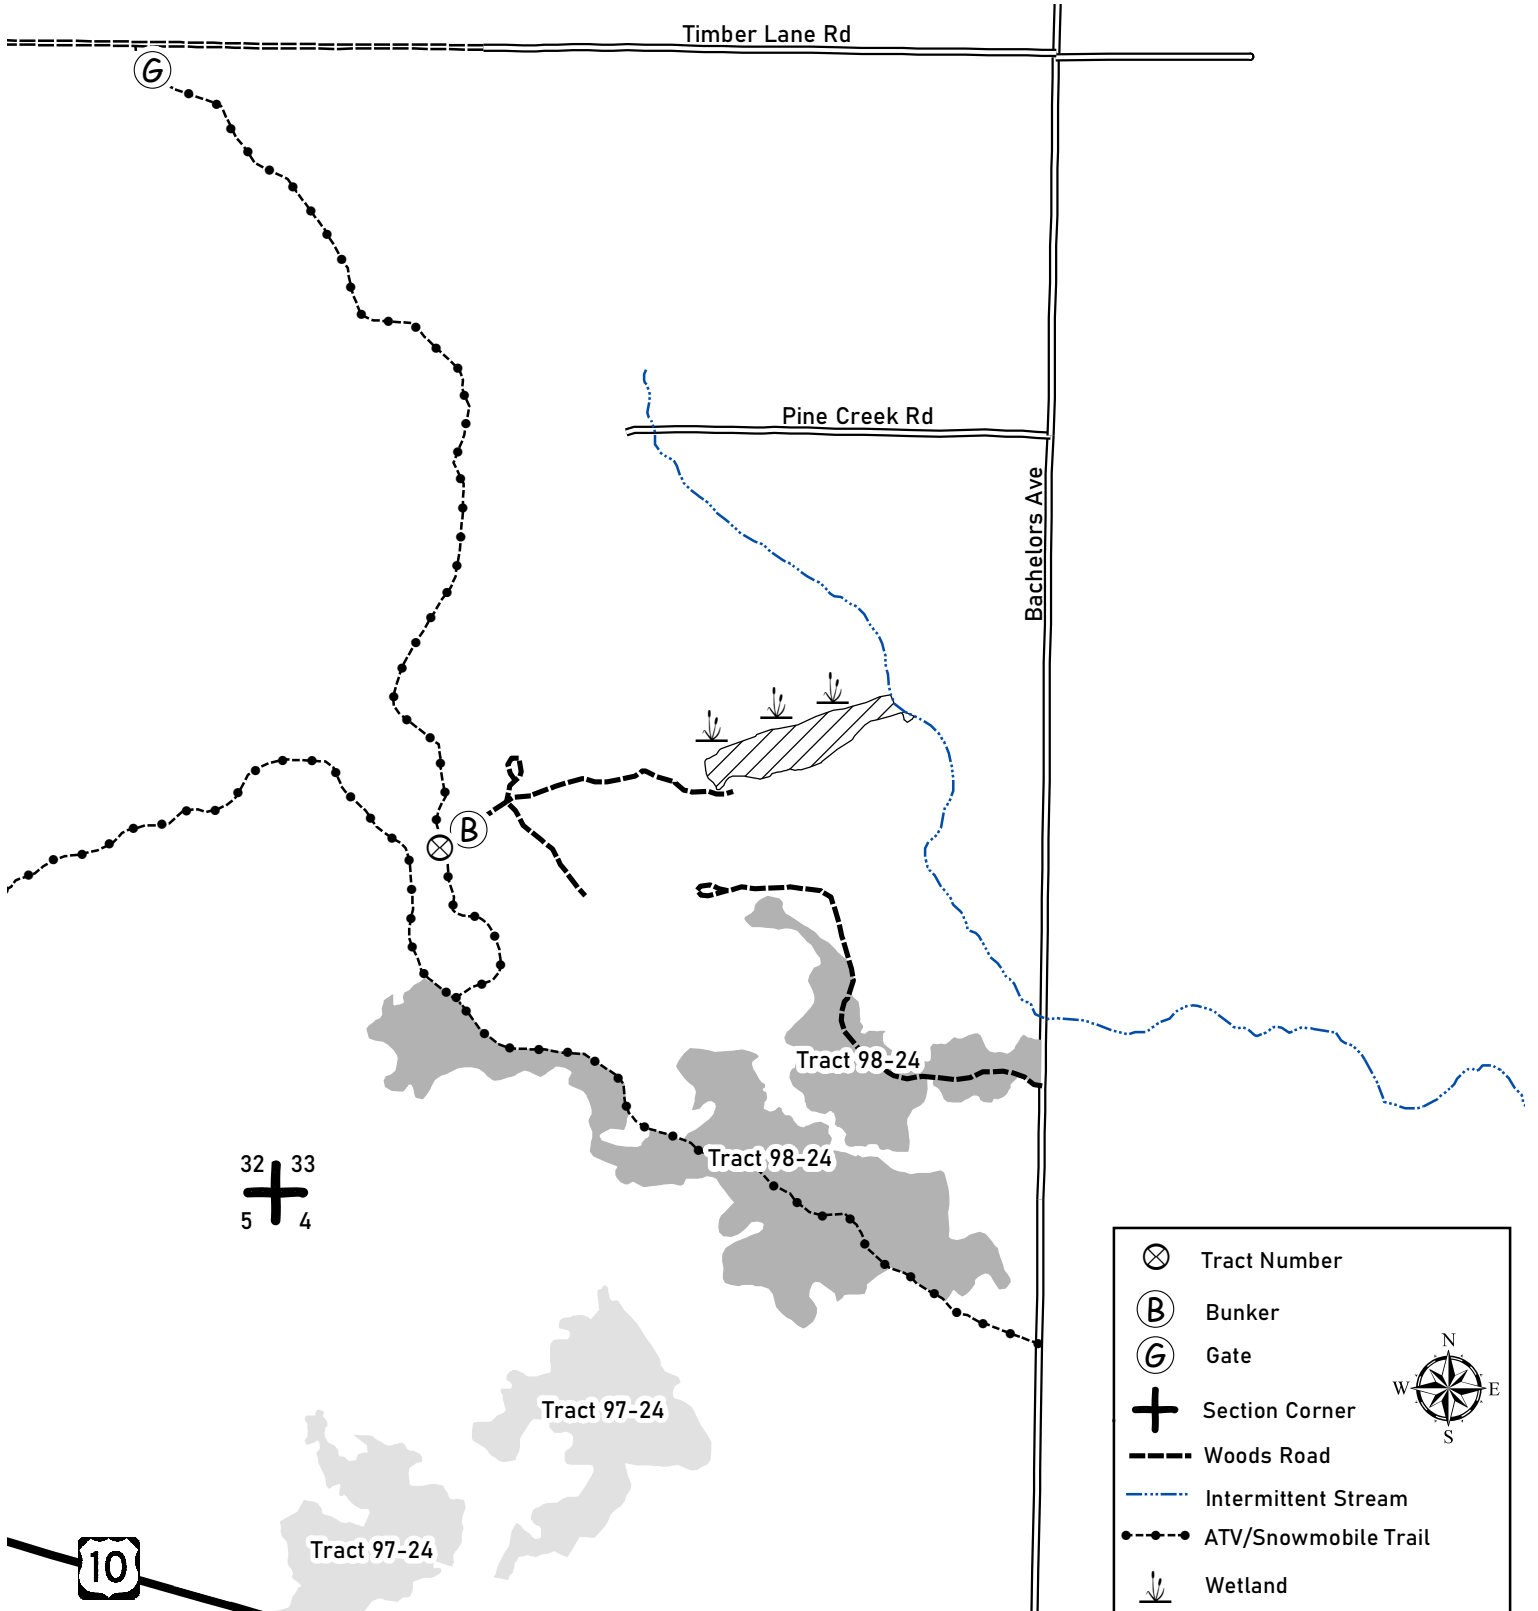 Timber Lane Rd
G
Pine Creek Rd
Bachelors Ave
B
Tract 98-24
Tract 98-24
32 33
5 4
Tract 97-24
Tract 97-24
10
Tract Number
B Bunker
G Gate
N
W E
S
Section Corner
Woods Road
Intermittent Stream
ATV/Snowmobile Trail
Wetland